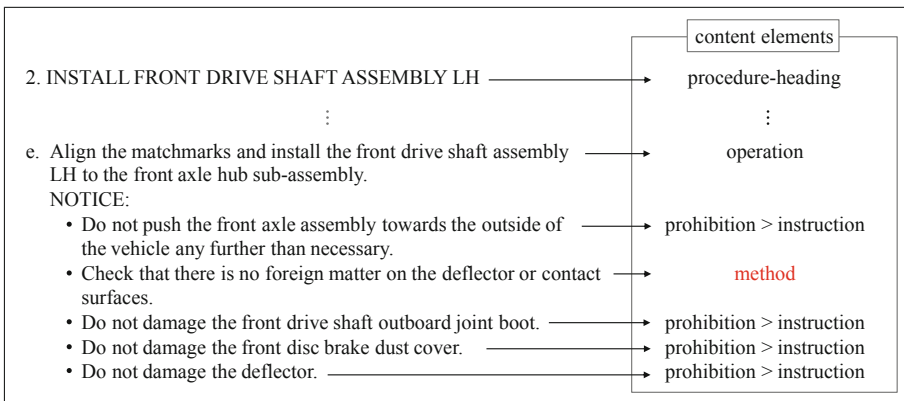 content elements
2. INSTALL FRONT DRIVE SHAFT ASSEMBLY LH
procedure-heading
e. Align the matchmarks and install the front drive shaft assembly
LH to the front axle hub sub-assembly.
operation
NOTICE:
• Do not push the front axle assembly towards the outside of
the vehicle any further than necessary.
prohibition > instruction
• Check that there is no foreign matter on the deflector or contact
surfaces.
method
• Do not damage the front drive shaft outboard joint boot.
prohibition > instruction
• Do not damage the front disc brake dust cover.
prohibition > instruction
• Do not damage the deflector.
prohibition > instruction